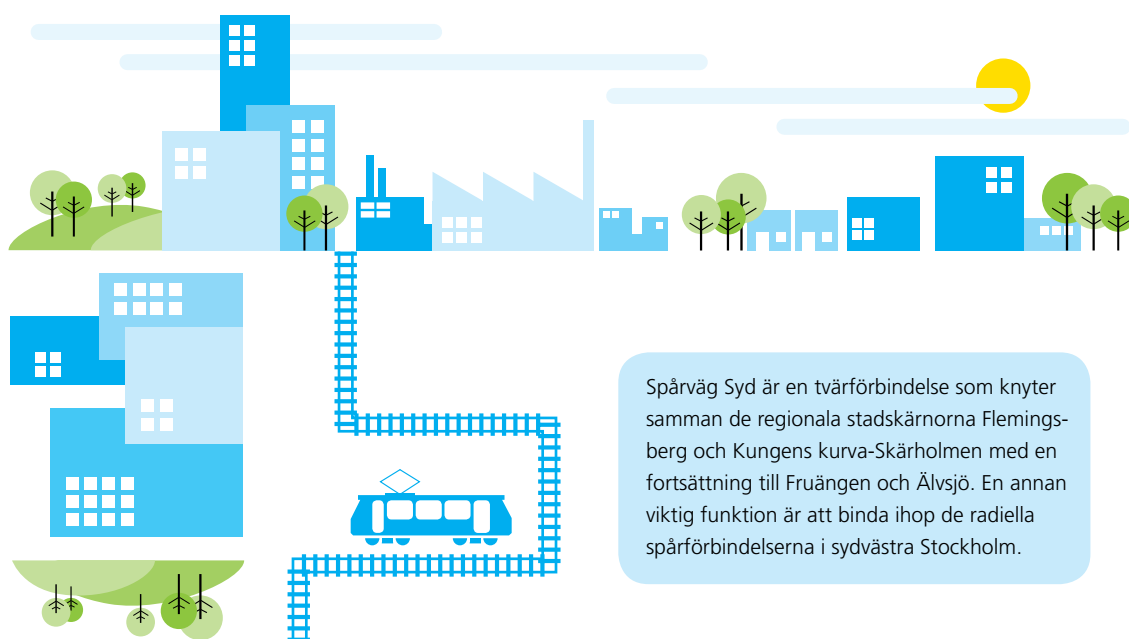 Spårväg Syd är en tvärförbindelse som knyter
samman de regionala stadskärnorna Flemings-
berg och Kungens kurva-Skärholmen med en
fortsättning till Fruängen och Älvsjö. En annan
viktig funktion är att binda ihop de radiella
spårförbindelserna i sydvästra Stockholm.